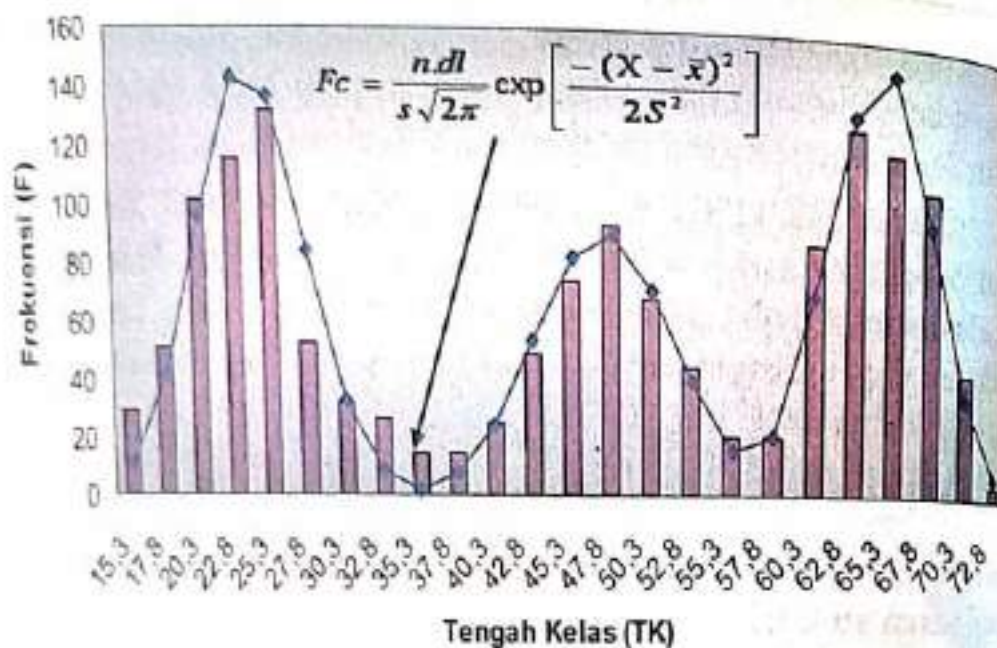 160
140
120
100
80
60
40
20
0
Frekuensi (F)
Fc = n.dl / s√2π exp [ -(X - x̄)² / 2S² ]
15,3 17,8 20,3 22,8 25,3 27,8 30,3 32,8 35,3 37,8 40,3 42,8 45,3 47,8 50,3 52,8 55,3 57,8 60,3 62,8 65,3 67,8 70,3 72,8
Tengah Kelas (TK)